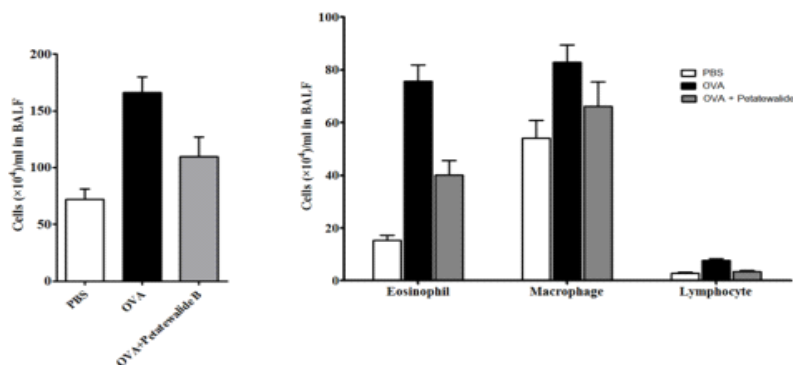 Cells (×10⁴)/ml in BALF
200
150
100
50
0
PBS
OVA
OVA+Petatewalide B
Cells (×10⁴)/ml in BALF
100
80
60
40
20
0
Eosinophil
Macrophage
Lymphocyte
PBS
OVA
OVA + Petatewalide